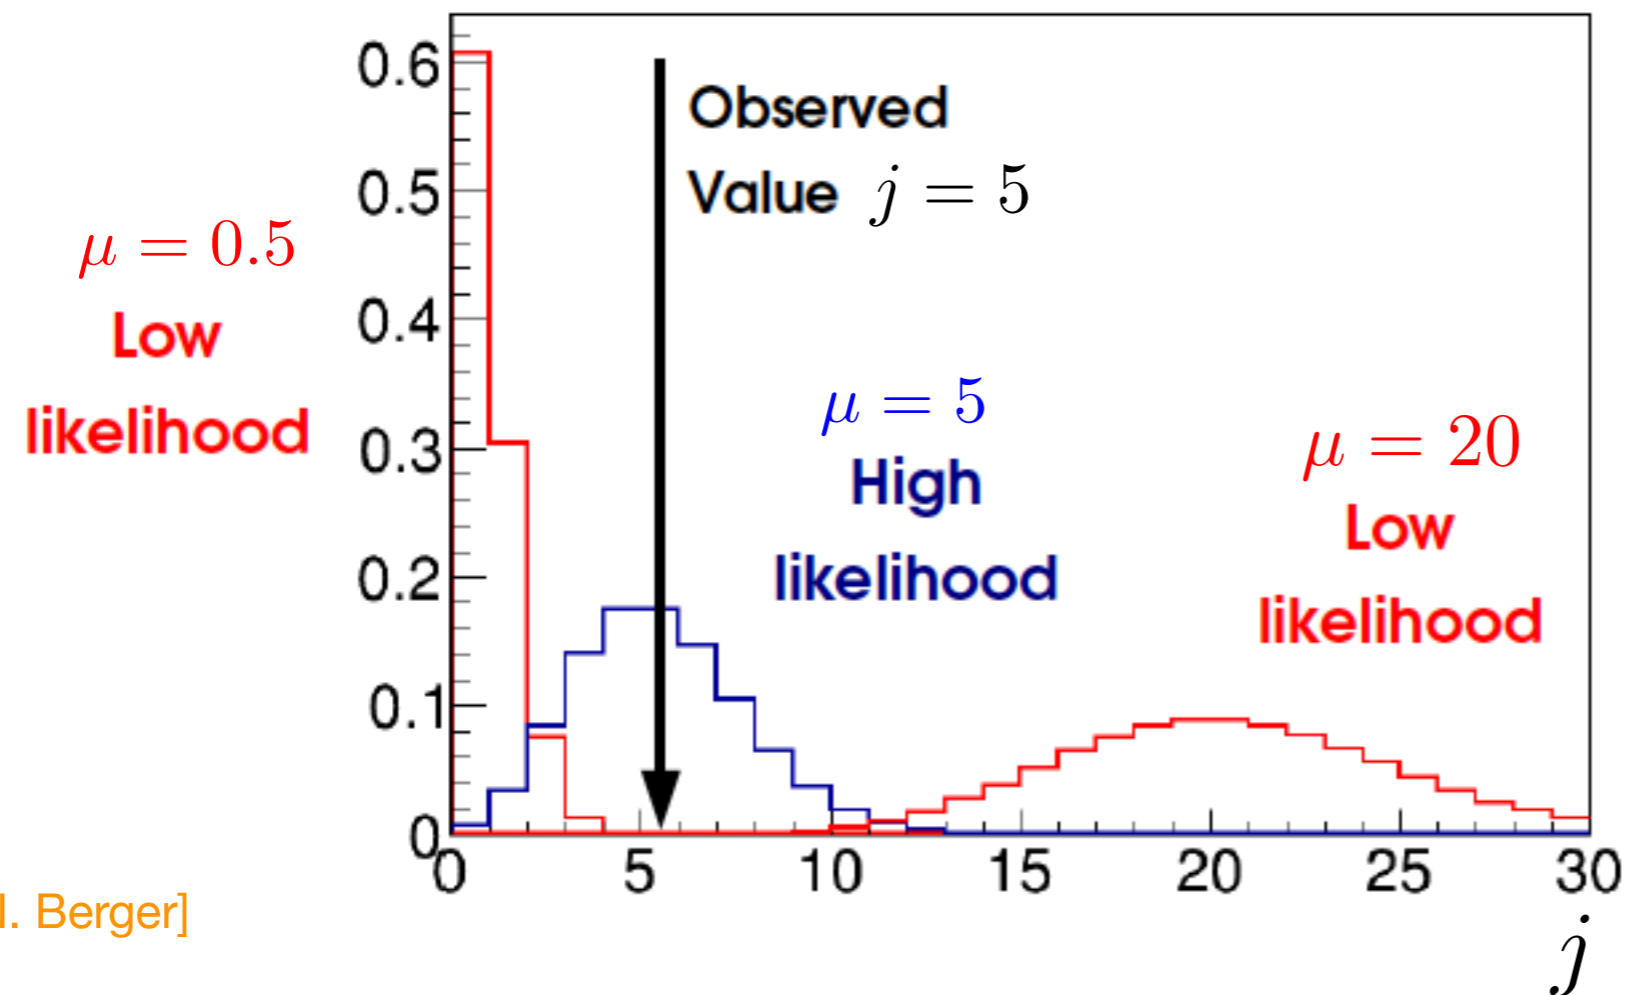 0.6
0.5
0.4
0.3
0.2
0.1
0
Observed
Value j = 5
μ = 0.5
Low
likelihood
μ = 5
High
likelihood
μ = 20
Low
likelihood
0 5 10 15 20 25 30
j
Berger]